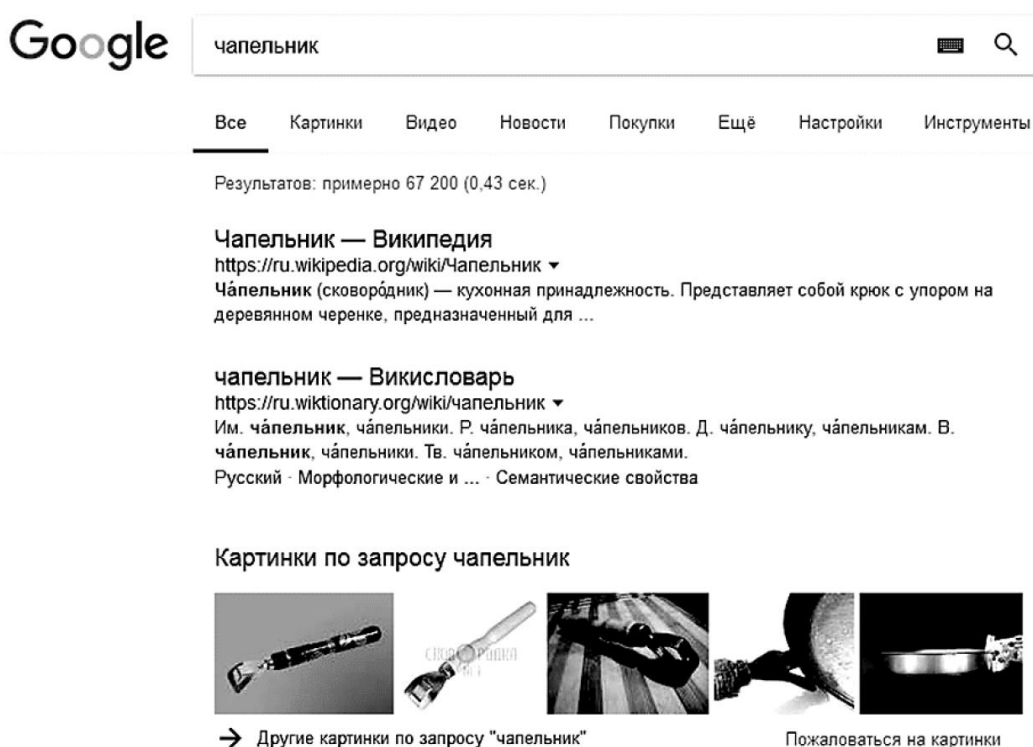 Google
чапельник
Все Картинки Видео Новости Покупки Ещё Настройки Инструменты
Результатов: примерно 67 200 (0,43 сек.)
Чапельник — Википедия
https://ru.wikipedia.org/wiki/Чапельник ▼
Ча́пельник (сковоро́дник) — кухонная принадлежность. Представляет собой крюк с упором на
деревянном черенке, предназначенный для ...
чапельник — Викисловарь
https://ru.wiktionary.org/wiki/чапельник ▼
Им. ча́пельник, ча́пельники. Р. ча́пельника, ча́пельников. Д. ча́пельнику, ча́пельникам. В.
ча́пельник, ча́пельники. Тв. ча́пельником, ча́пельниками.
Русский · Морфологические и ... · Семантические свойства
Картинки по запросу чапельник
→ Другие картинки по запросу "чапельник" Пожаловаться на картинки